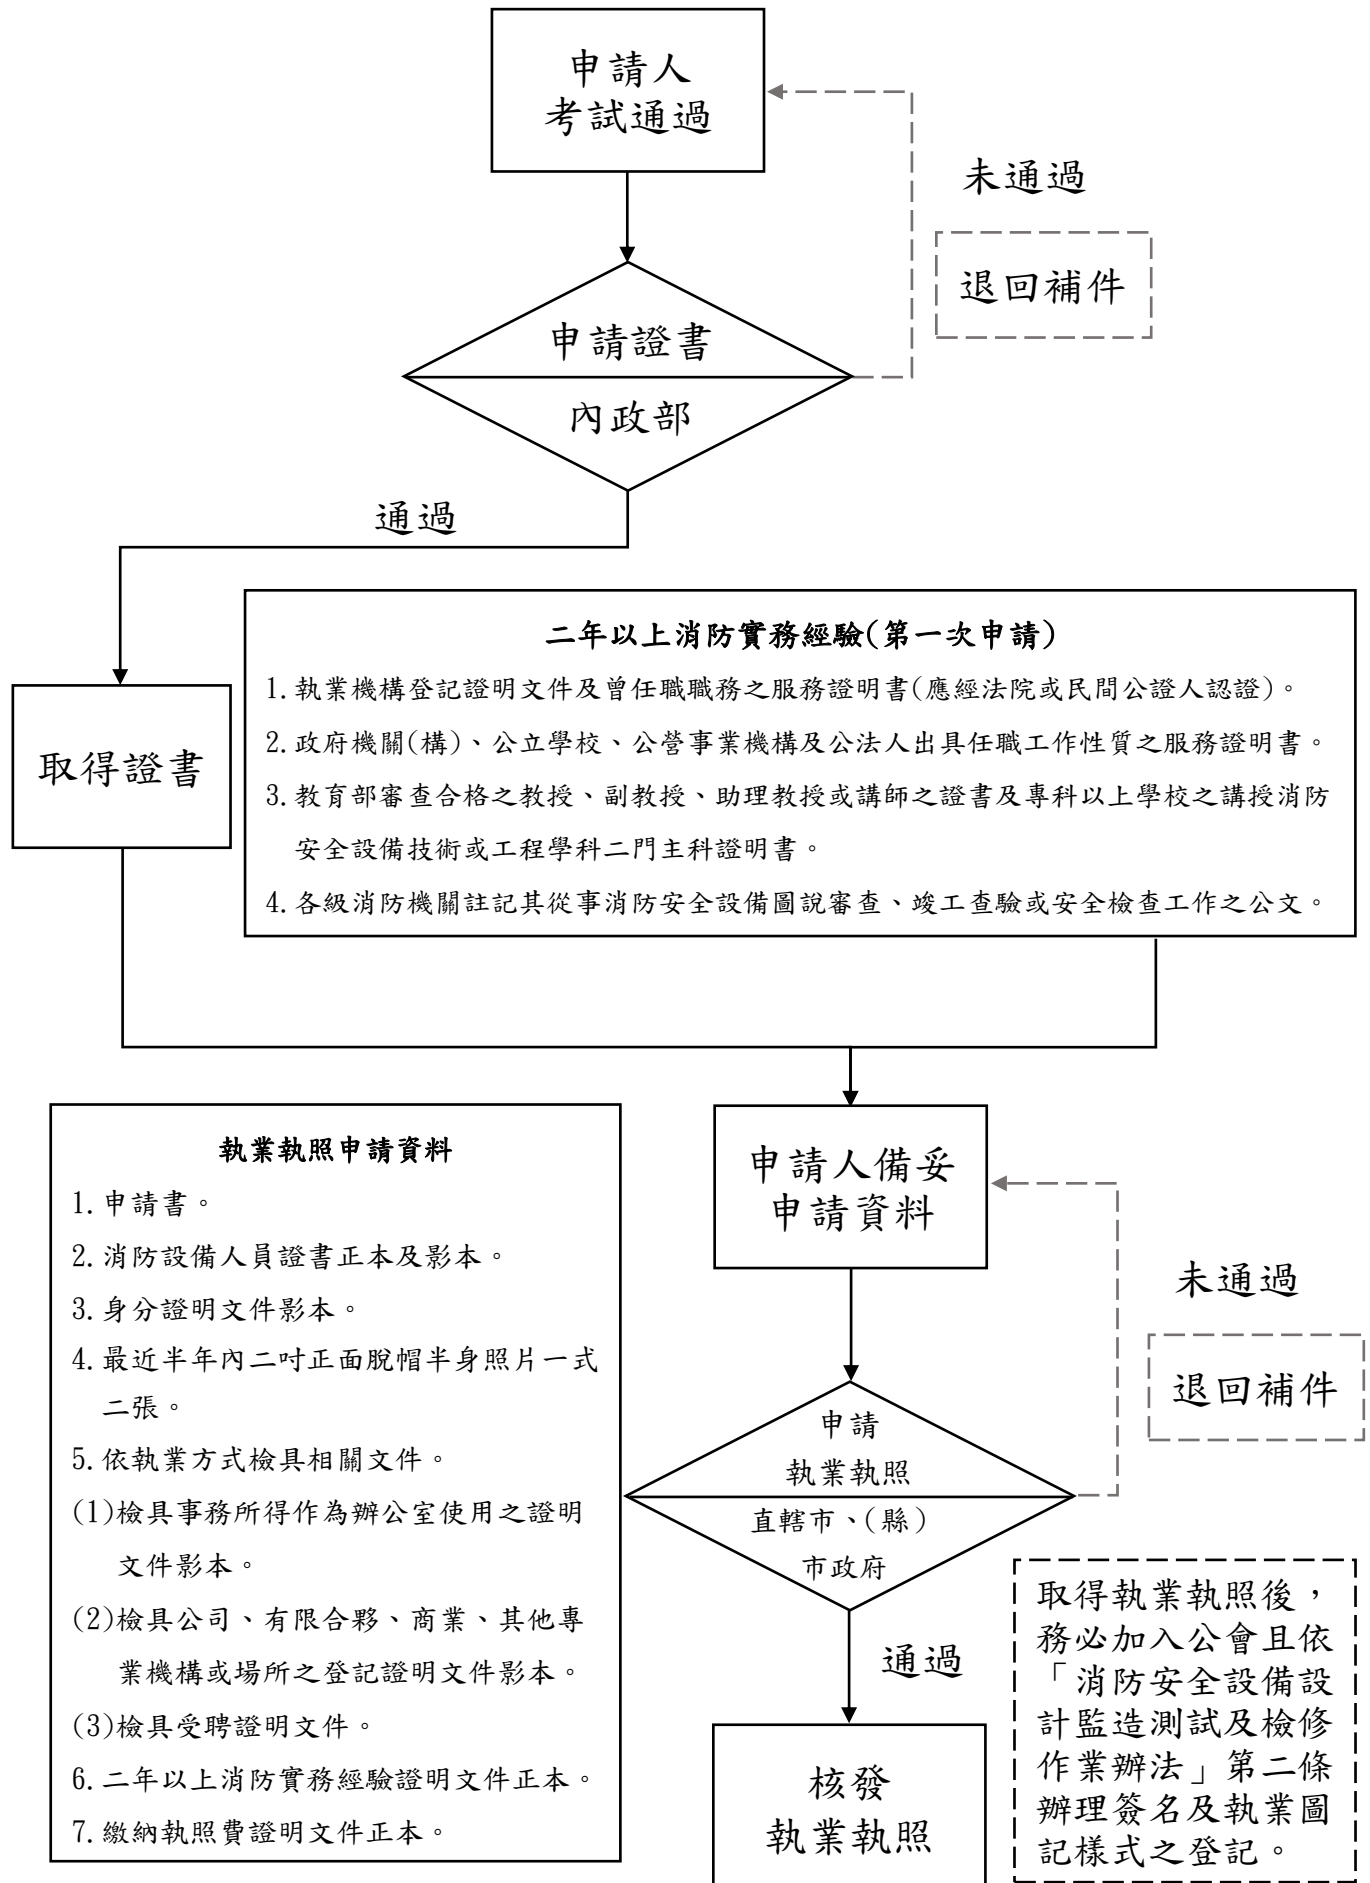 申請人
考試通過
未通過
退回補件
申請證書
內政部
通過
取得證書
二年以上消防實務經驗(第一次申請)
1.執業機構登記證明文件及曾任職職務之服務證明書(應經法院或民間公證人認證)。
2.政府機關(構)、公立學校、公營事業機構及公法人出具任職工作性質之服務證明書。
3.教育部審查合格之教授、副教授、助理教授或講師之證書及專科以上學校之講授消防
安全設備技術或工程學科二門主科證明書。
4.各級消防機關註記其從事消防安全設備圖說審查、竣工查驗或安全檢查工作之公文。
執業執照申請資料
1.申請書。
2.消防設備人員證書正本及影本。
3.身分證明文件影本。
4.最近半年內二吋正面脫帽半身照片一式
二張。
5.依執業方式檢具相關文件。
(1)檢具事務所得作為辦公室使用之證明
文件影本。
(2)檢具公司、有限合夥、商業、其他專
業機構或場所之登記證明文件影本。
(3)檢具受聘證明文件。
6.二年以上消防實務經驗證明文件正本。
7.繳納執照費證明文件正本。
申請人備妥
申請資料
未通過
退回補件
申請
執業執照
直轄市、(縣)
市政府
通過
核發
執業執照
取得執業執照後，
務必加入公會且依
「消防安全設備設
計監造測試及檢修
作業辦法」第二條
辦理簽名及執業圖
記樣式之登記。